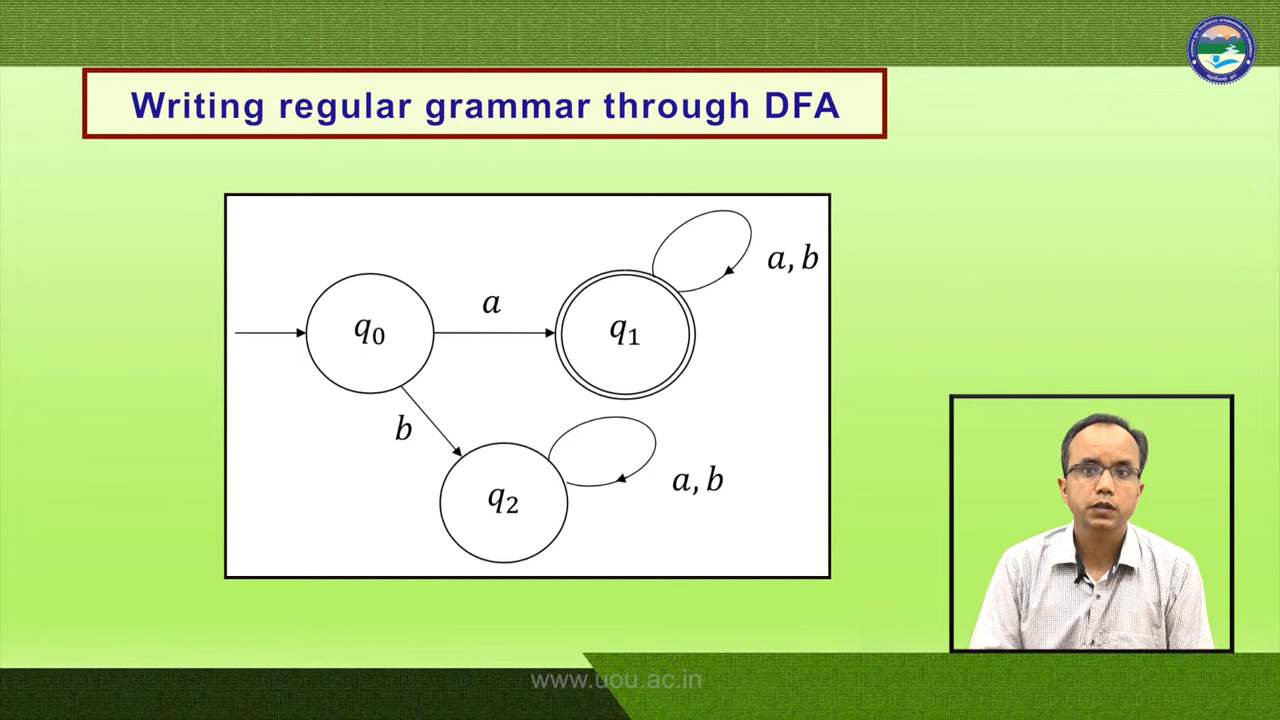 Writing regular grammar through DFA
a, b
a
q₀
q₁
b
a, b
q₂
www.uou.ac.in